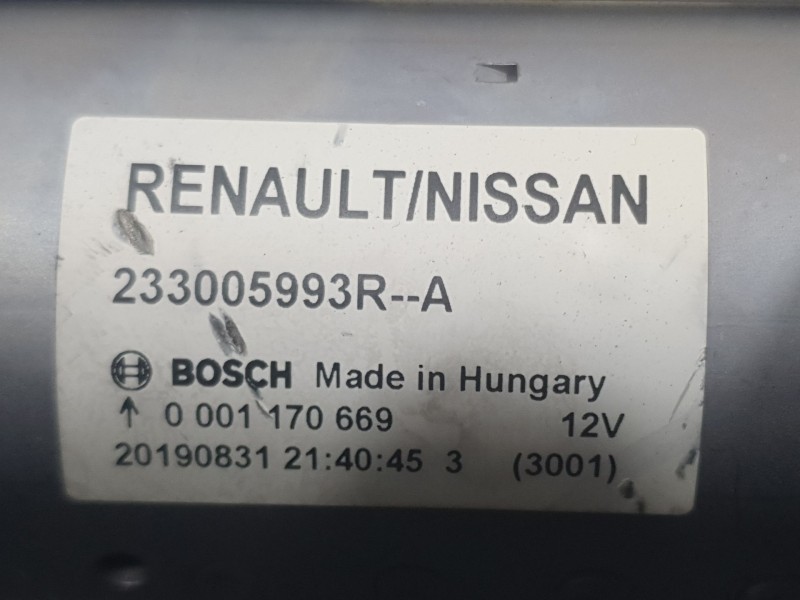 RENAULT/NISSAN
233005993R--A
BOSCH Made in Hungary
↑ 0 001 170 669 12V
20190831 21:40:45 3 (3001)